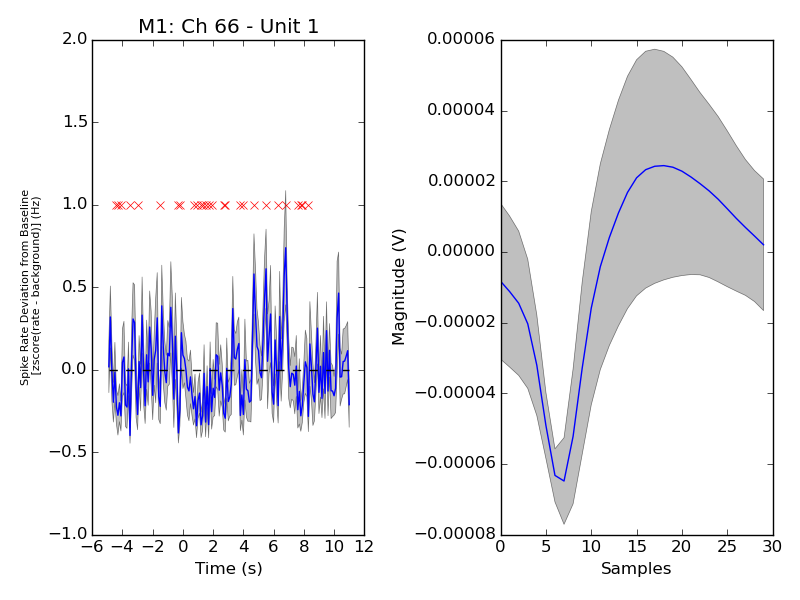 M1: Ch 66 - Unit 1
2.0
1.5
1.0
0.5
0.0
−0.5
−1.0
−6 −4 −2 0 2 4 6 8 10 12
Time (s)
Spike Rate Deviation from Baseline
[zscore(rate - background)] (Hz)
0.00006
0.00004
0.00002
0.00000
−0.00002
−0.00004
−0.00006
−0.00008
0 5 10 15 20 25 30
Samples
Magnitude (V)